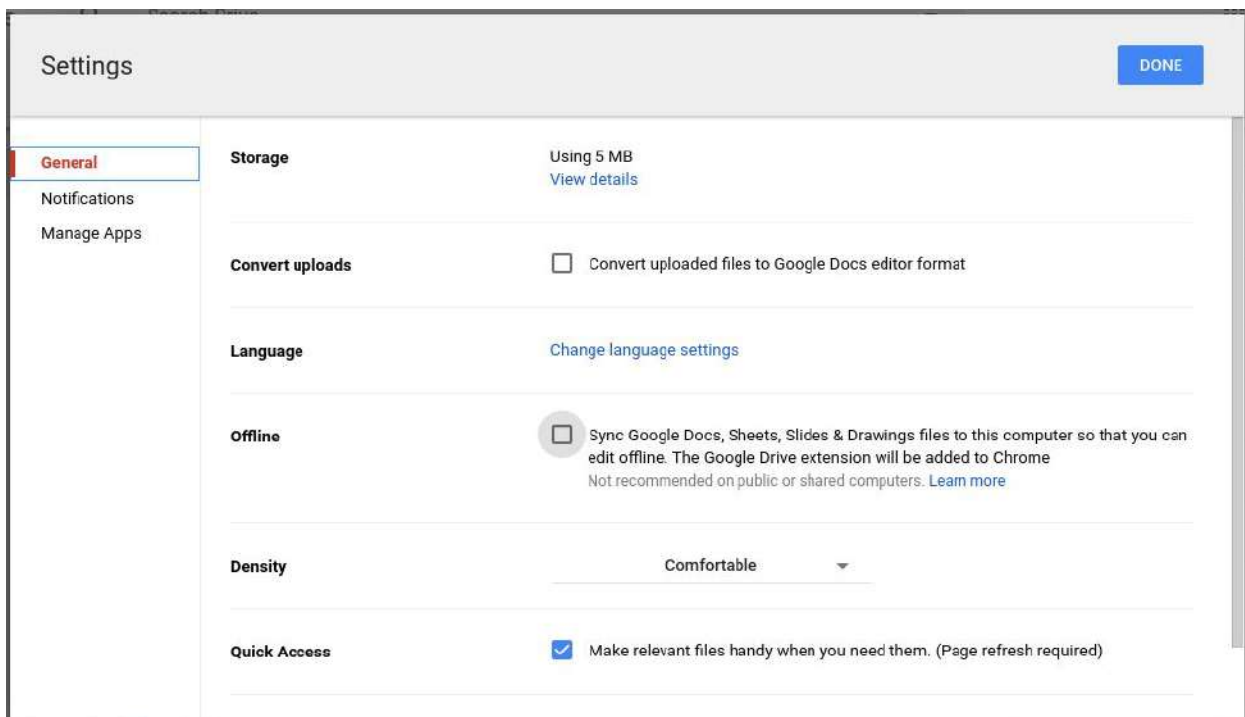 Settings
DONE
General
Notifications
Manage Apps
Storage
Using 5 MB
View details
Convert uploads
Convert uploaded files to Google Docs editor format
Language
Change language settings
Offline
Sync Google Docs, Sheets, Slides & Drawings files to this computer so that you can
edit offline. The Google Drive extension will be added to Chrome
Not recommended on public or shared computers. Learn more
Density
Comfortable
Quick Access
Make relevant files handy when you need them. (Page refresh required)